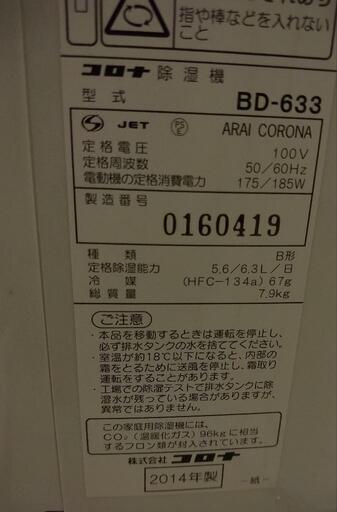 指や棒などを入れない
こと
コロナ 除湿機
型式 BD-633
JET PSE ARAI CORONA
定格電圧 100V
定格周波数 50/60Hz
電動機の定格消費電力 175/185W
製造番号
0160419
種類 B形
定格除湿能力 5.6/6.3L/日
冷媒 (HFC-134a) 67g
総質量 7.9kg
ご注意
・本品を移動するときは運転を停止し、
必ず排水タンクの水を捨ててください。
・室温が約18℃以下になると、内部の
霜をとるために送風を停止し、霜取り
運転をすることがあります。
・工場での除湿テストで排水タンクに除
湿水が残っている場合がありますが、
異常ではありません。
この家庭用除湿機には、
CO₂(温暖化ガス)96kgに相当
するフロン類が封入されています。
株式会社 コロナ
2014年製
-紙-